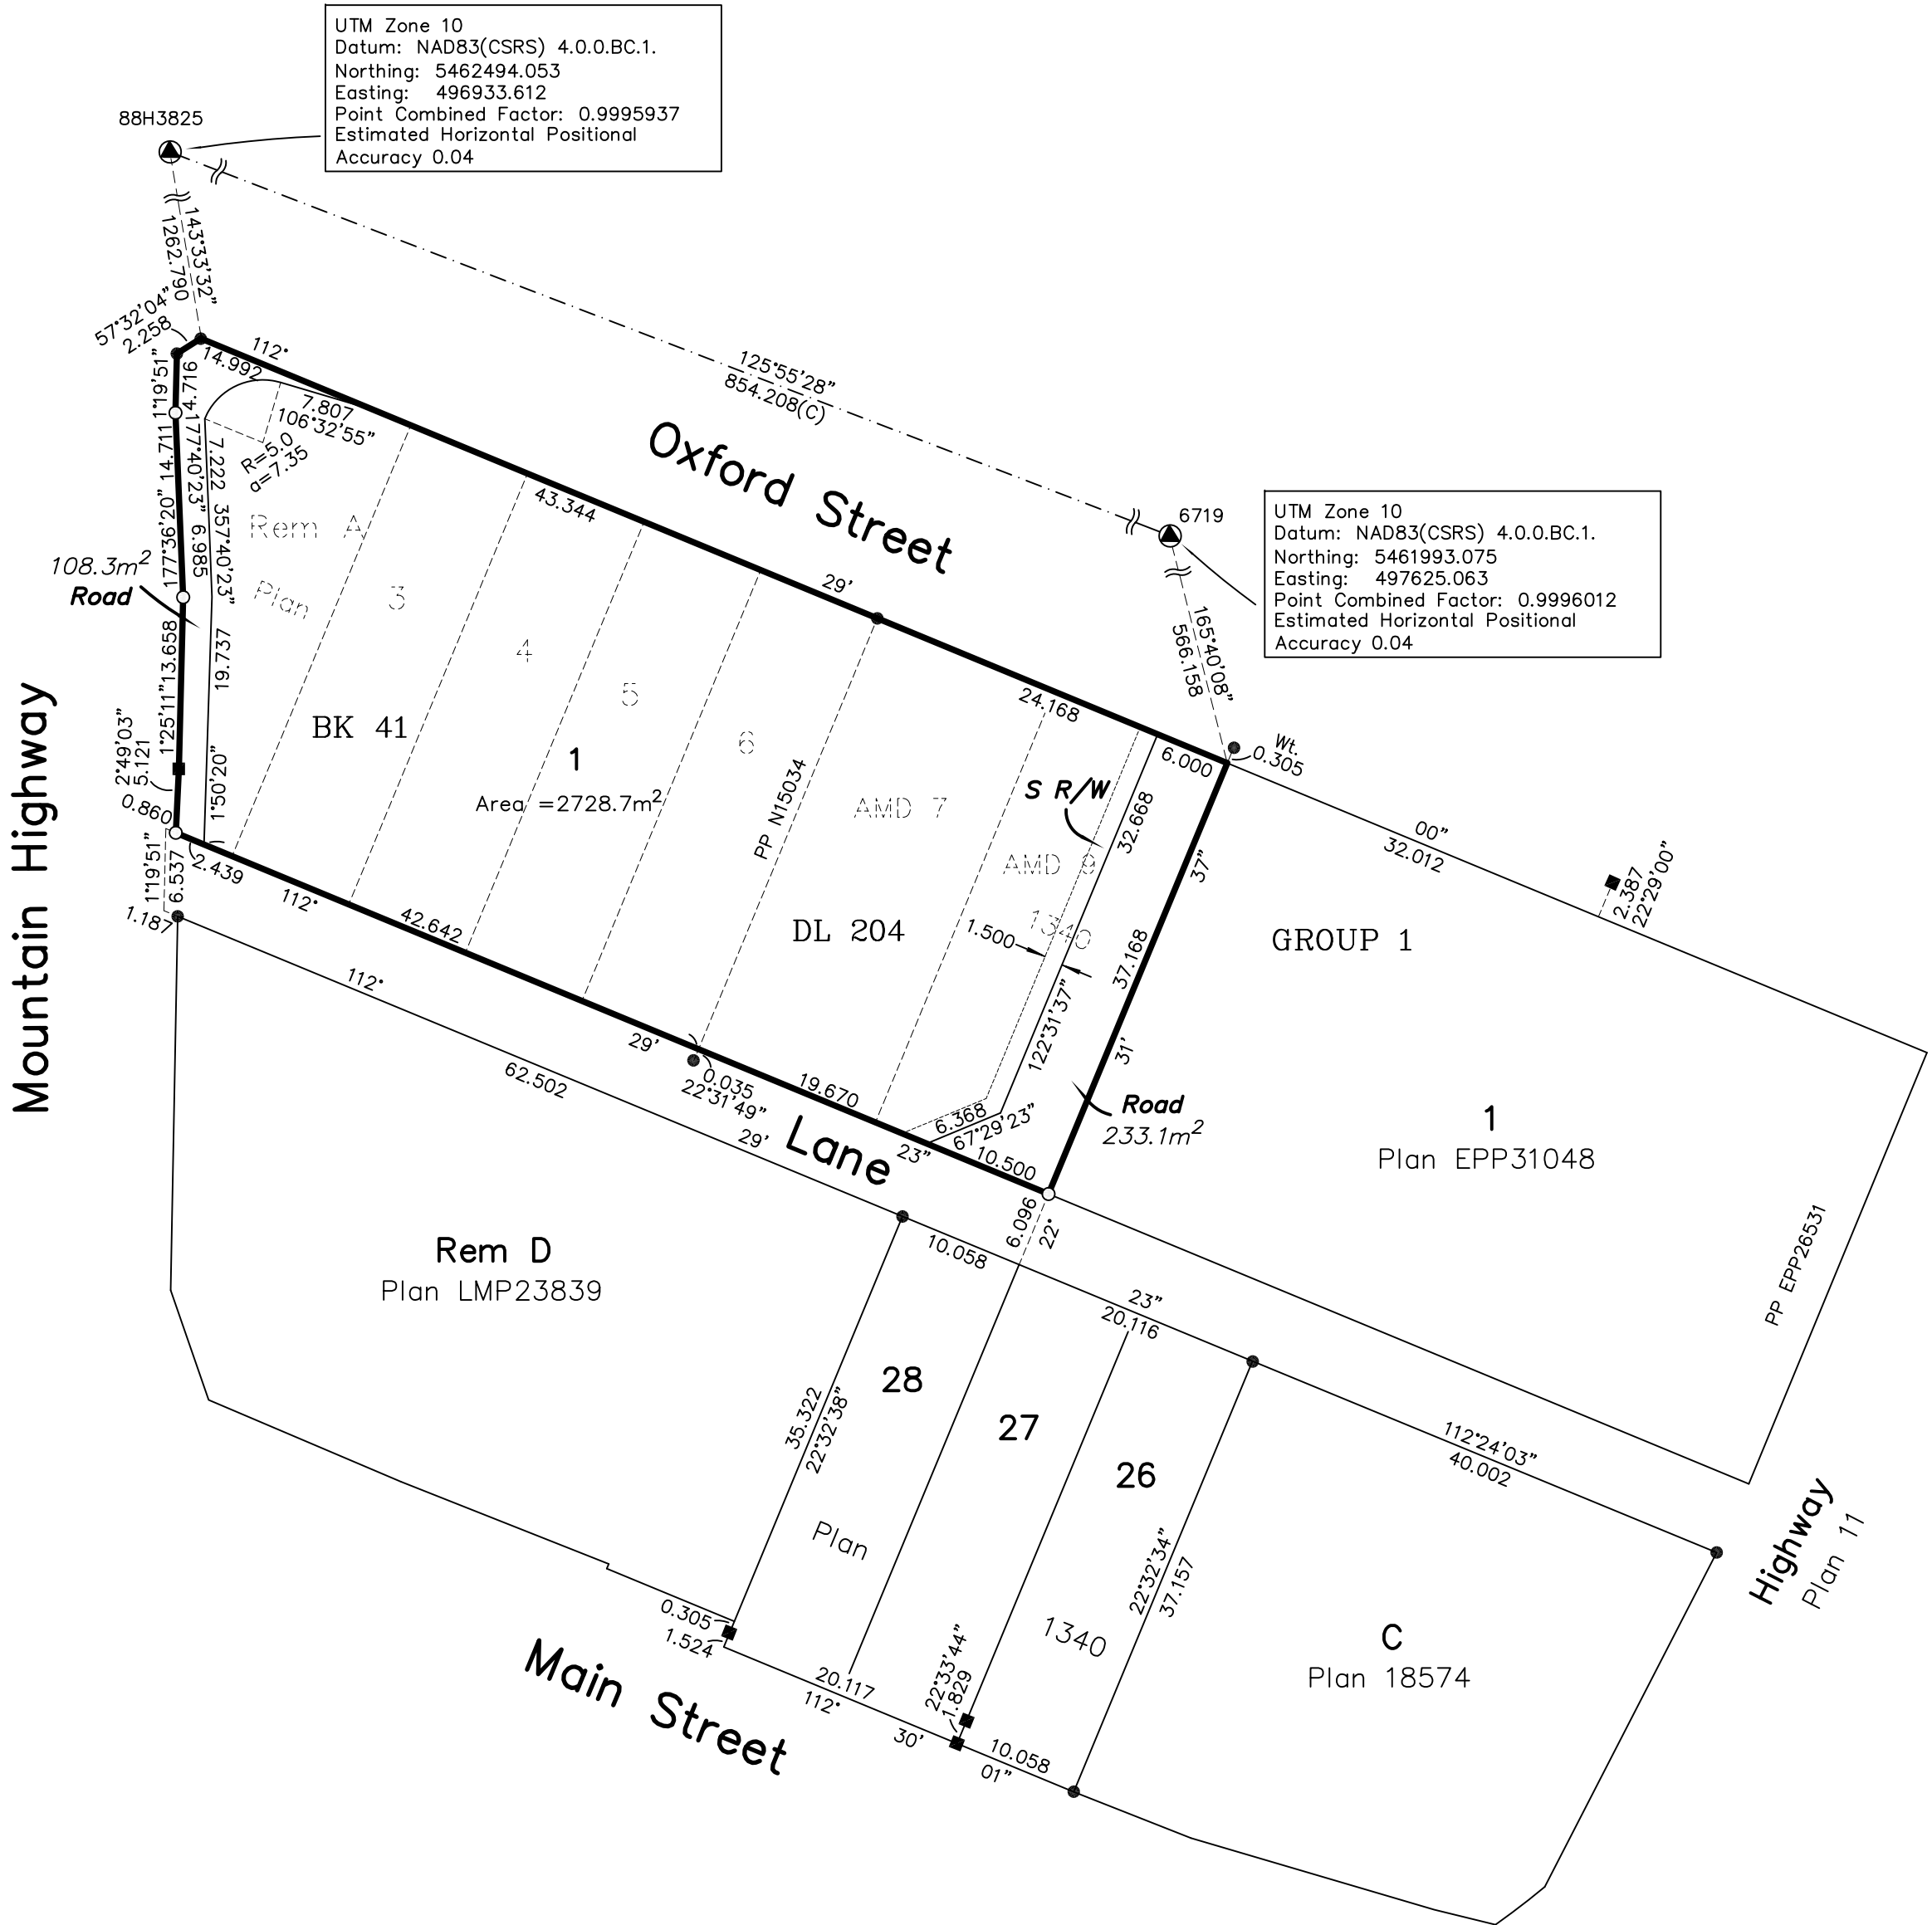 UTM Zone 10
Datum: NAD83(CSRS) 4.0.0.BC.1.
Northing: 5462494.053
Easting: 496933.612
Point Combined Factor: 0.9995937
Estimated Horizontal Positional
Accuracy 0.04
88H3825
143°33'32"
1262.790
125°55'28"
854.208(C)
6719
UTM Zone 10
Datum: NAD83(CSRS) 4.0.0.BC.1.
Northing: 5461993.075
Easting: 497625.063
Point Combined Factor: 0.9996012
Estimated Horizontal Positional
Accuracy 0.04
165°40'08"
566.158
57°32'04"
2.258
14.992
112°
43.344
29'
24.168
6.000
Wt.
0.305
00"
32.012
2.387
22°29'00"
Oxford Street
1°19'51"
4.716
14.711
177°36'20"
177°40'23"
6.985
7.222
357°40'23"
7.807
106°32'55"
R=5.0
a=7.35
Rem A
Plan
3
4
5
6
AMD 7
AMD 9
1340
108.3m²
Road
13.658
1°25'11"
19.737
1°50'20"
2°49'03"
5.121
0.860
1°19'51"
6.537
1.187
2.439
112°
42.642
29'
0.035
22°31'49"
19.670
23"
10.500
BK 41
1
Area =2728.7m²
PP N15034
DL 204
S R/W
32.668
1.500
122°31'37"
6.368
67°29'23"
37"
37.168
31'
Road
233.1m²
6.096
22°
GROUP 1
1
Plan EPP31048
PP EPP26531
Mountain Highway
Lane
112°
62.502
29'
10.058
23"
20.116
112°24'03"
40.002
Rem D
Plan LMP23839
35.322
22°32'38"
28
27
26
Plan
1340
22°32'34"
37.157
Highway
Plan 11
C
Plan 18574
0.305
1.524
20.117
112°
30'
22°33'44"
1.829
10.058
01"
Main Street